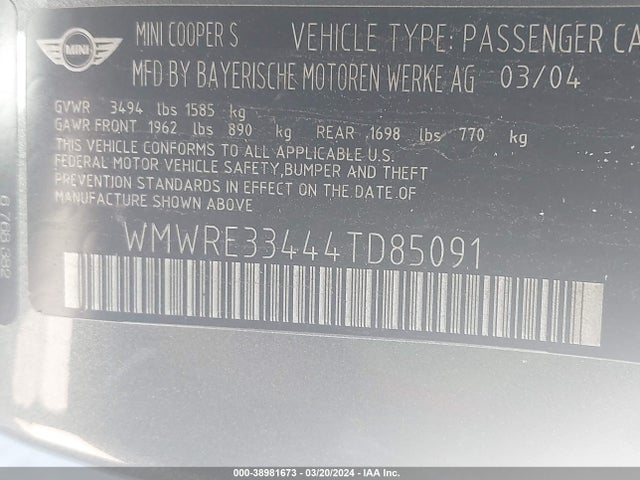 MINI
MINI COOPER S VEHICLE TYPE: PASSENGER CA
MFD BY BAYERISCHE MOTOREN WERKE AG 03/04
GVWR 3494 lbs 1585 kg
GAWR FRONT 1962 lbs 890 kg REAR 1698 lbs 770 kg
THIS VEHICLE CONFORMS TO ALL APPLICABLE U.S.
FEDERAL MOTOR VEHICLE SAFETY,BUMPER AND THEFT
PREVENTION STANDARDS IN EFFECT ON THE DATE OF
MANUFACTURE SHOWN ABOVE
WMWRE33444TD85091
000-38981673 — 03/20/2024 — IAA Inc.